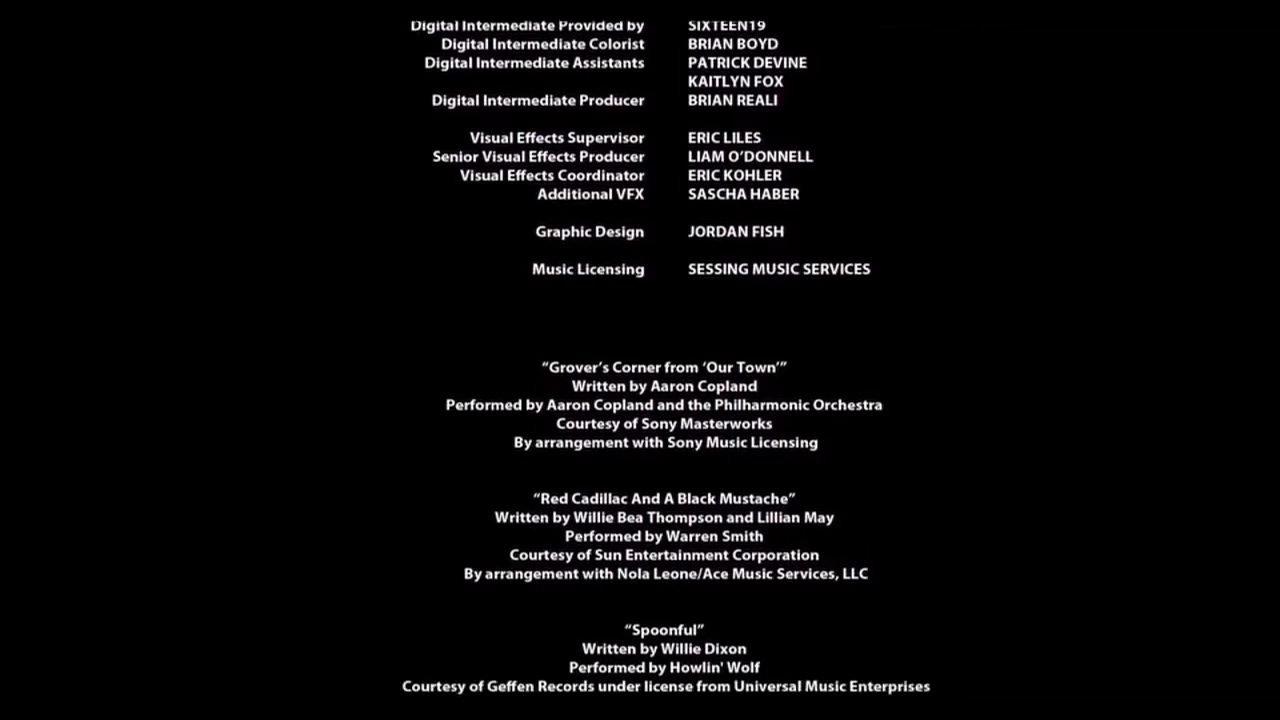 Digital Intermediate Provided by SIXTEEN19
Digital Intermediate Colorist BRIAN BOYD
Digital Intermediate Assistants PATRICK DEVINE
KAITLYN FOX
Digital Intermediate Producer BRIAN REALI
Visual Effects Supervisor ERIC LILES
Senior Visual Effects Producer LIAM O’DONNELL
Visual Effects Coordinator ERIC KOHLER
Additional VFX SASCHA HABER
Graphic Design JORDAN FISH
Music Licensing SESSING MUSIC SERVICES
“Grover’s Corner from ‘Our Town’”
Written by Aaron Copland
Performed by Aaron Copland and the Philharmonic Orchestra
Courtesy of Sony Masterworks
By arrangement with Sony Music Licensing
“Red Cadillac And A Black Mustache”
Written by Willie Bea Thompson and Lillian May
Performed by Warren Smith
Courtesy of Sun Entertainment Corporation
By arrangement with Nola Leone/Ace Music Services, LLC
“Spoonful”
Written by Willie Dixon
Performed by Howlin' Wolf
Courtesy of Geffen Records under license from Universal Music Enterprises